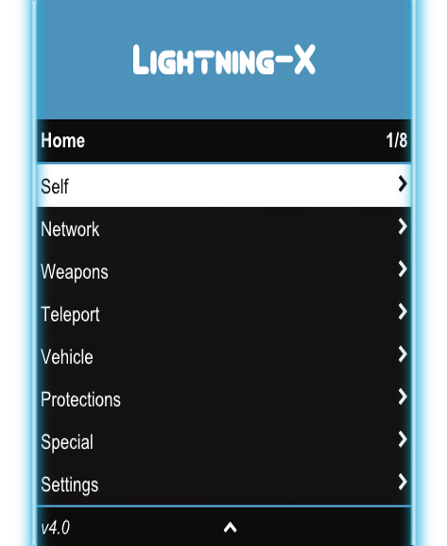 Lightning-X
Home 1/8
Self
Network
Weapons
Teleport
Vehicle
Protections
Special
Settings
v4.0